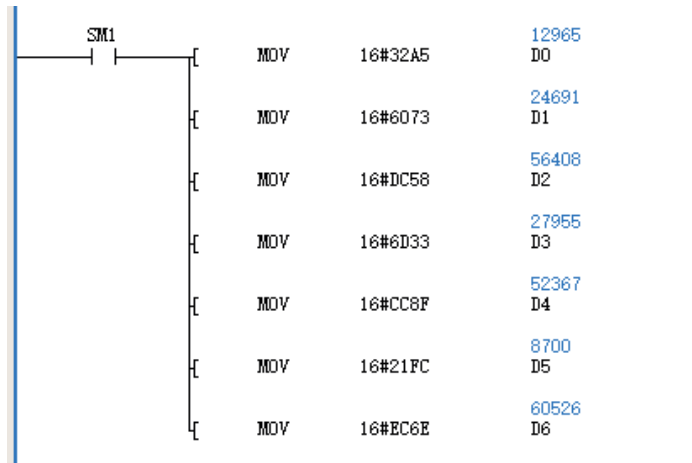 SM1
12965
MOV 16#32A5 D0
24691
MOV 16#6073 D1
56408
MOV 16#DC58 D2
27955
MOV 16#6D33 D3
52367
MOV 16#CC8F D4
8700
MOV 16#21FC D5
60526
MOV 16#EC6E D6